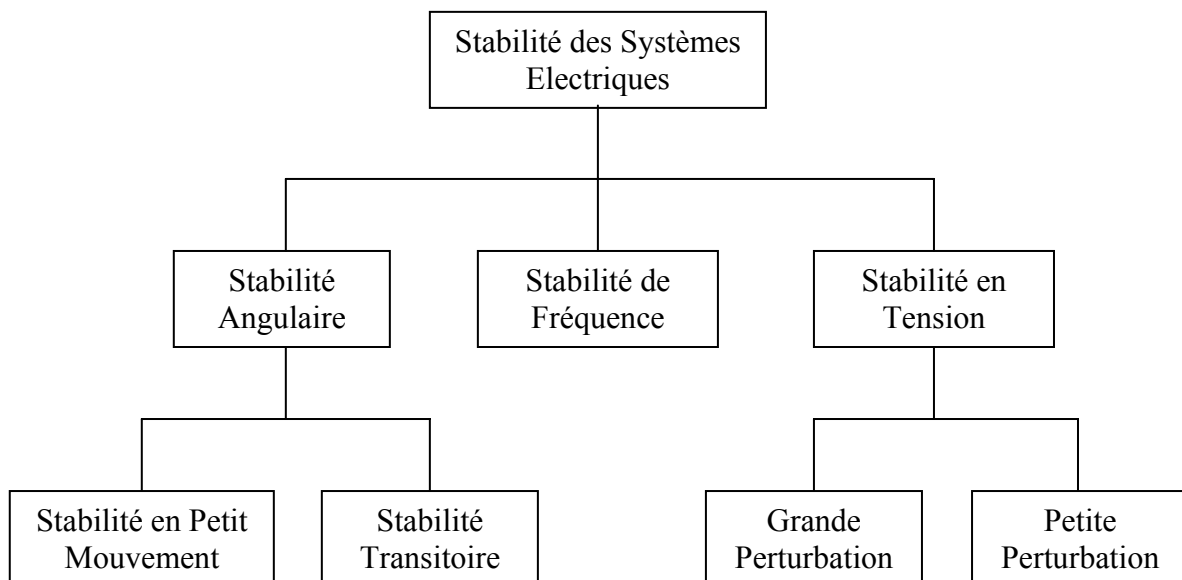 Stabilité des Systèmes
Electriques
Stabilité
Angulaire
Stabilité de
Fréquence
Stabilité en
Tension
Stabilité en Petit
Mouvement
Stabilité
Transitoire
Grande
Perturbation
Petite
Perturbation